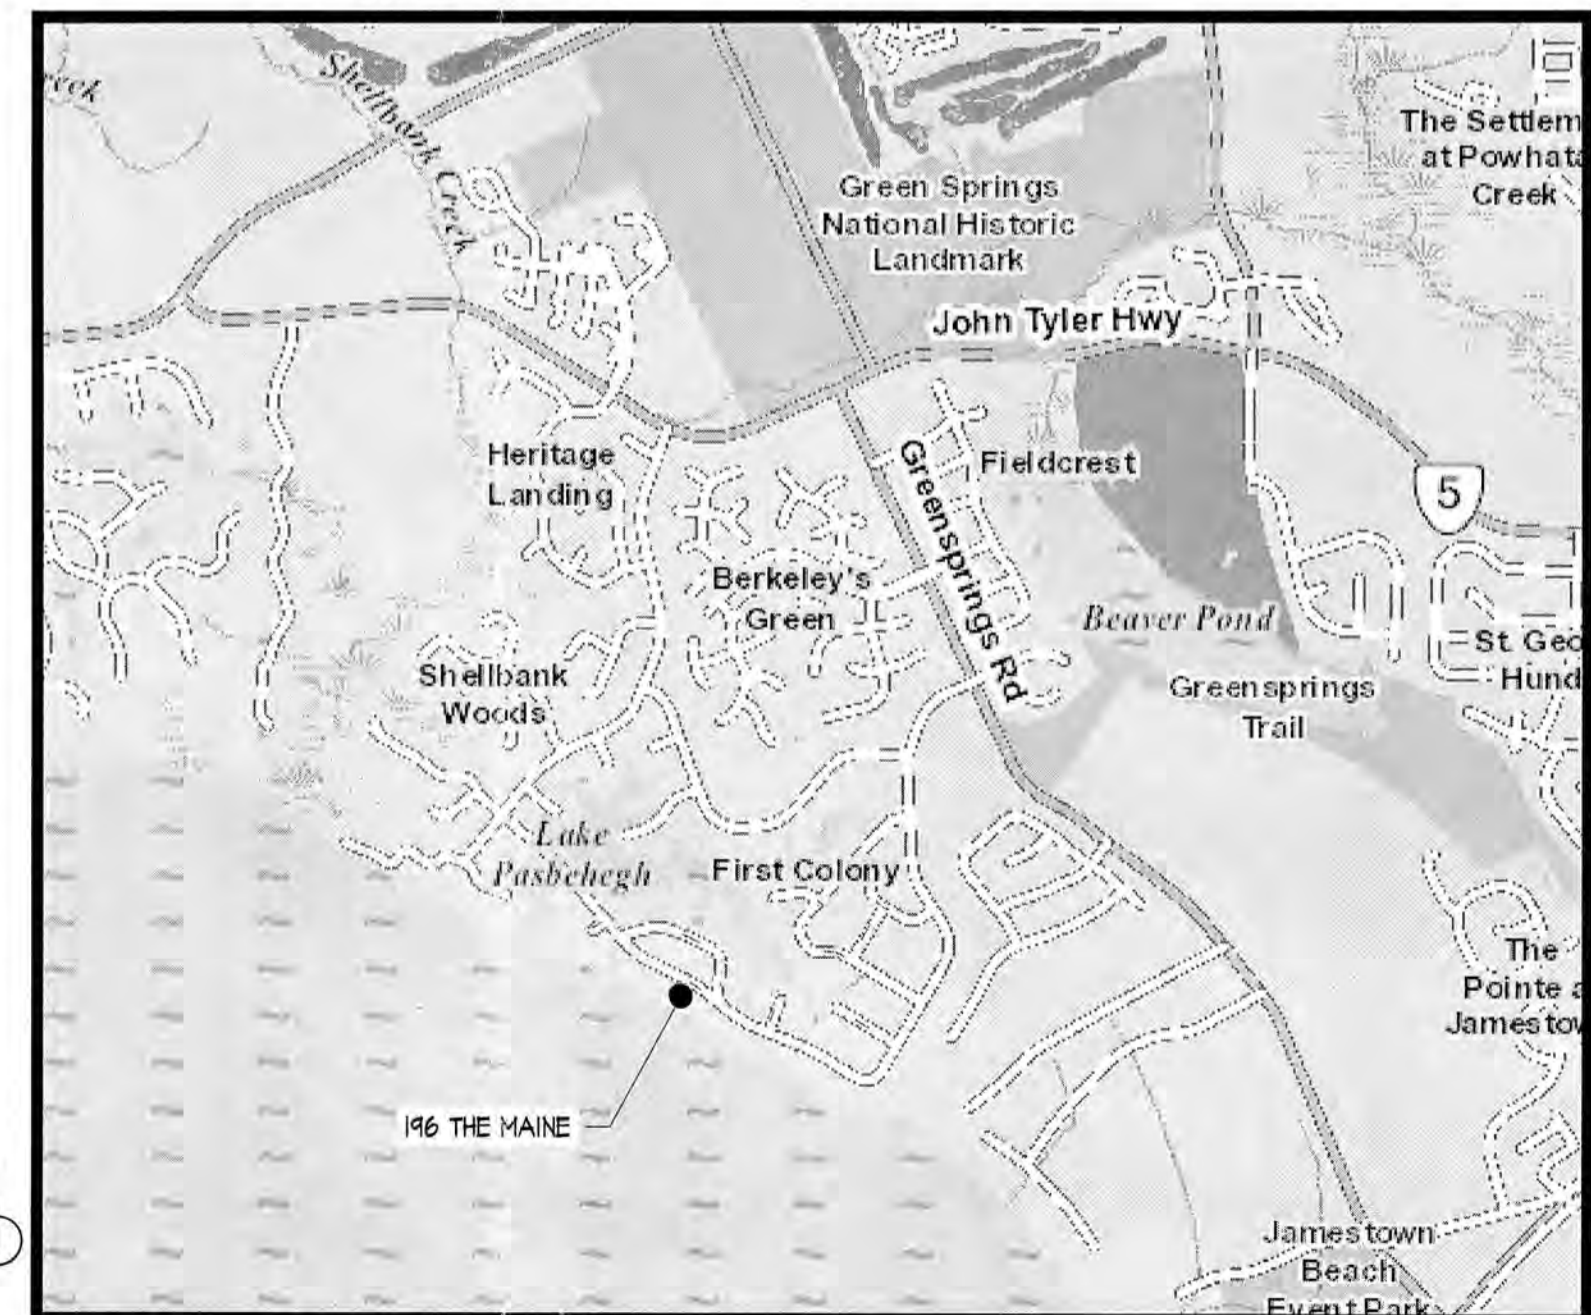 reek
Shellbank Creek
The Settlem
at Powhata
Creek
Green Springs
National Historic
Landmark
John Tyler Hwy
Heritage
Landing
Greensprings Rd
Fieldcrest
5
Berkeley's
Green
Beaver Pond
St. Geo
Hund
Shellbank
Woods
Greensprings
Trail
Lake
Pasbehegh
First Colony
The
Pointe a
Jamestow
196 THE MAINE
Jamestown
Beach
Event Park